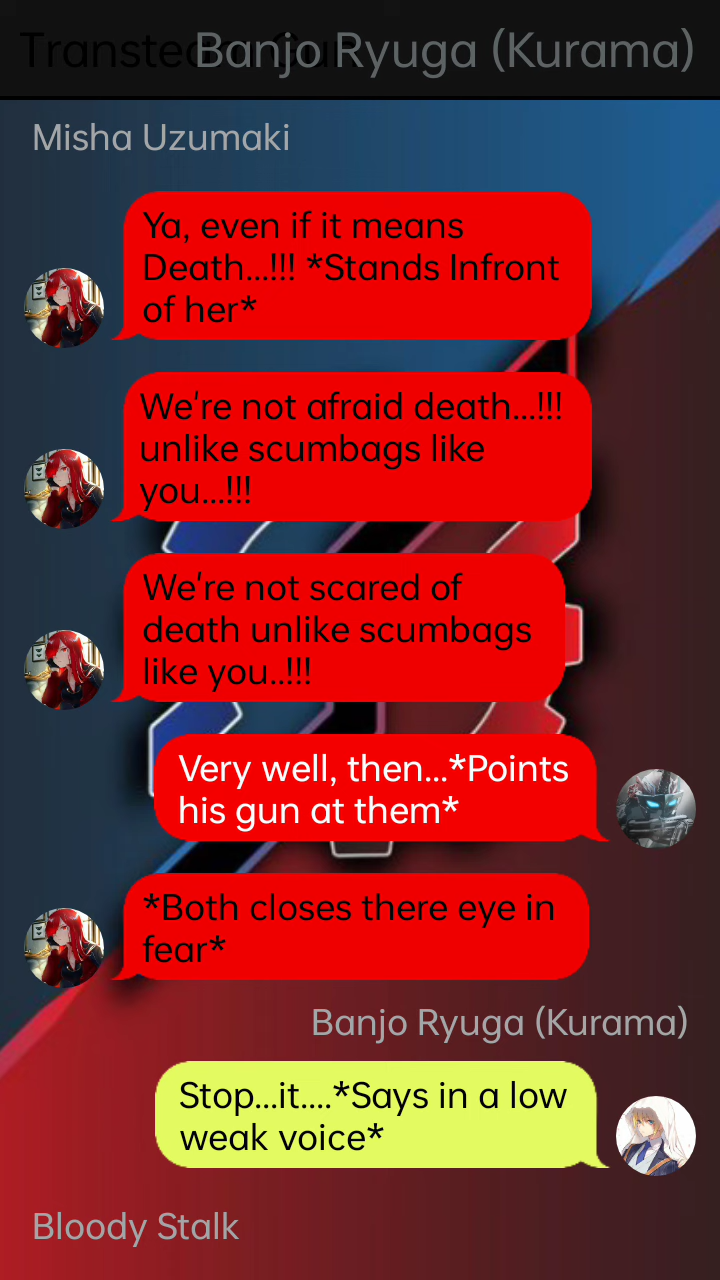 Transtea Banjo Ryuga (Kurama)
Misha Uzumaki
Ya, even if it means
Death...!!! *Stands Infront
of her*
We're not afraid death...!!!
unlike scumbags like
you...!!!
We're not scared of
death unlike scumbags
like you..!!!
Very well, then...*Points
his gun at them*
*Both closes there eye in
fear*
Banjo Ryuga (Kurama)
Stop...it....*Says in a low
weak voice*
Bloody Stalk